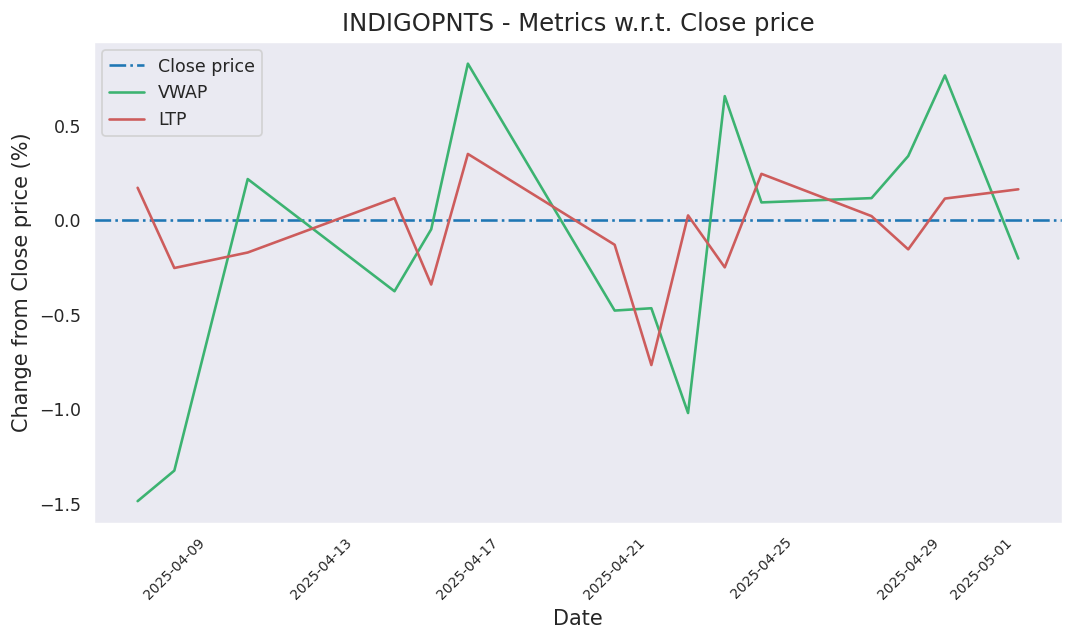 INDIGOPNTS - Metrics w.r.t. Close price
Close price
VWAP
LTP
Change from Close price (%)
0.5
0.0
−0.5
−1.0
−1.5
2025-04-09
2025-04-13
2025-04-17
2025-04-21
2025-04-25
2025-04-29
2025-05-01
Date